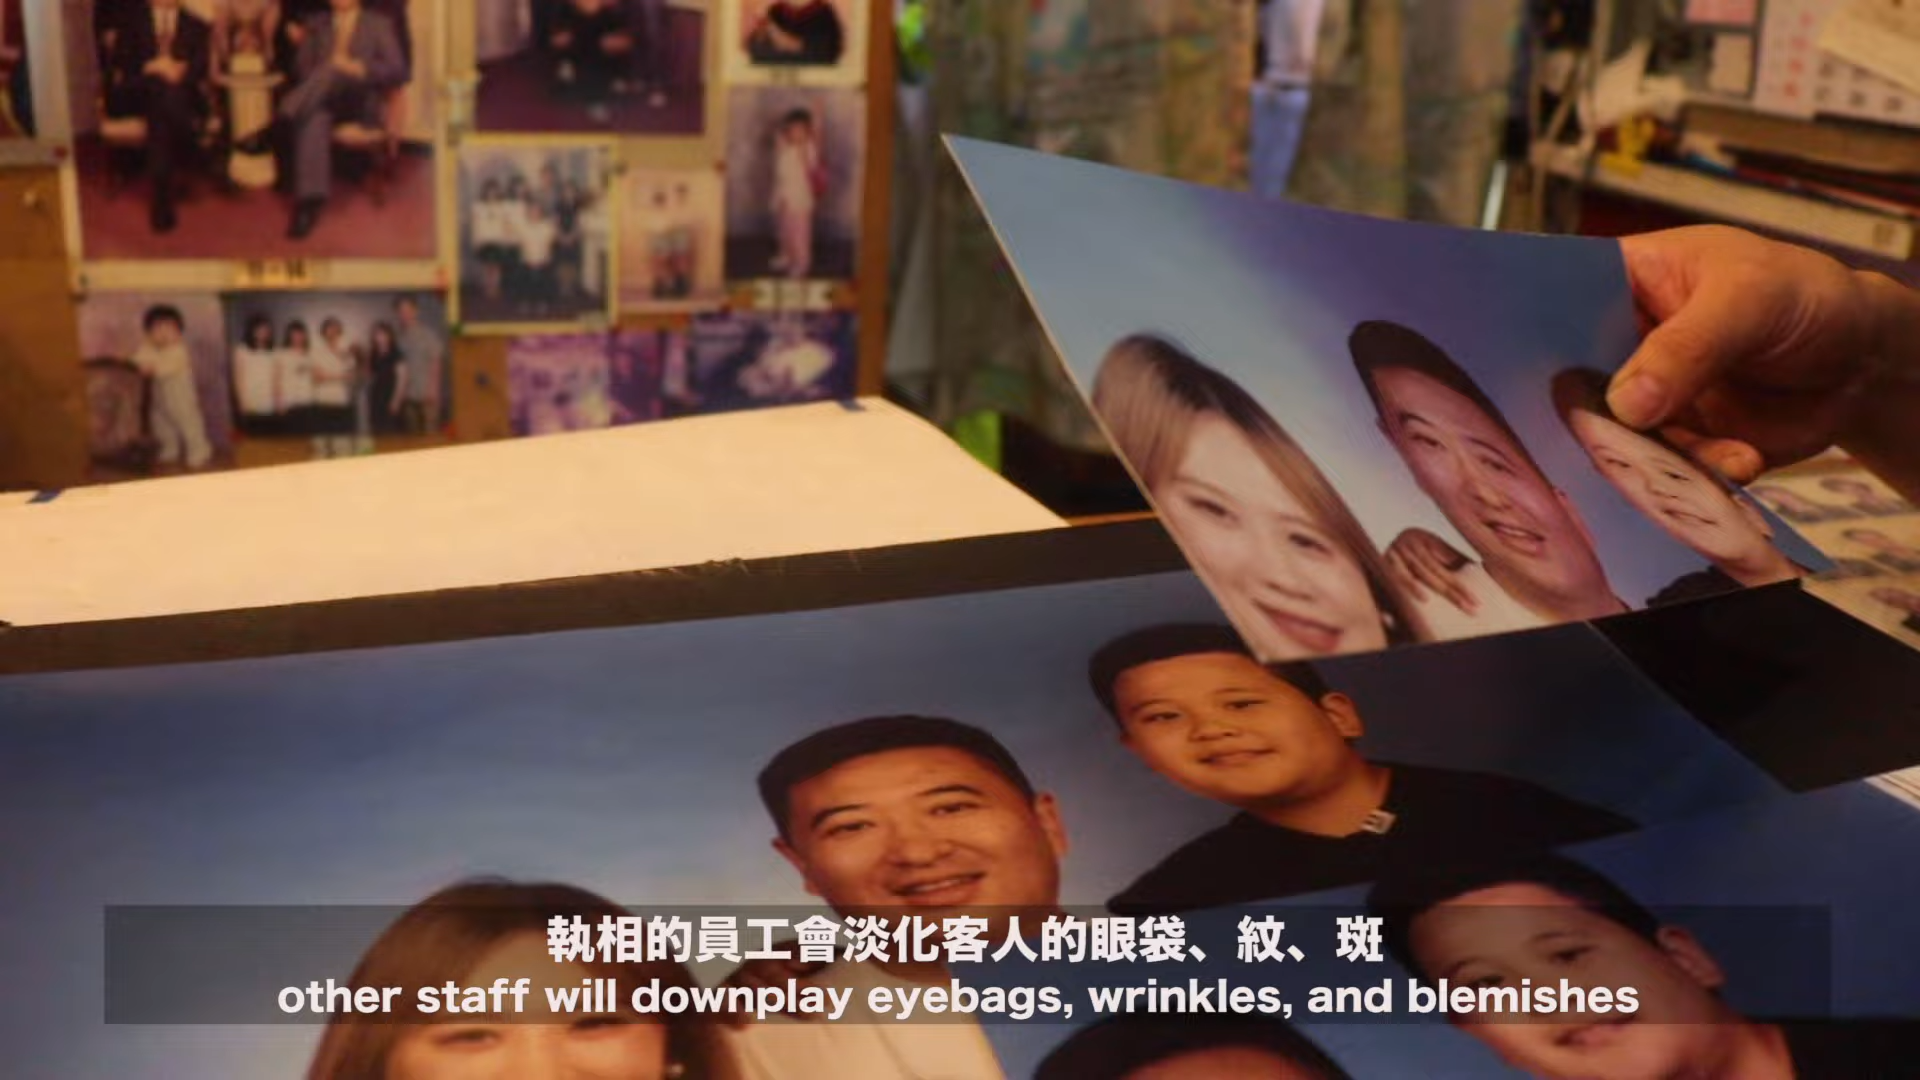 執相的員工會淡化客人的眼袋、紋、斑
other staff will downplay eyebags, wrinkles, and blemishes